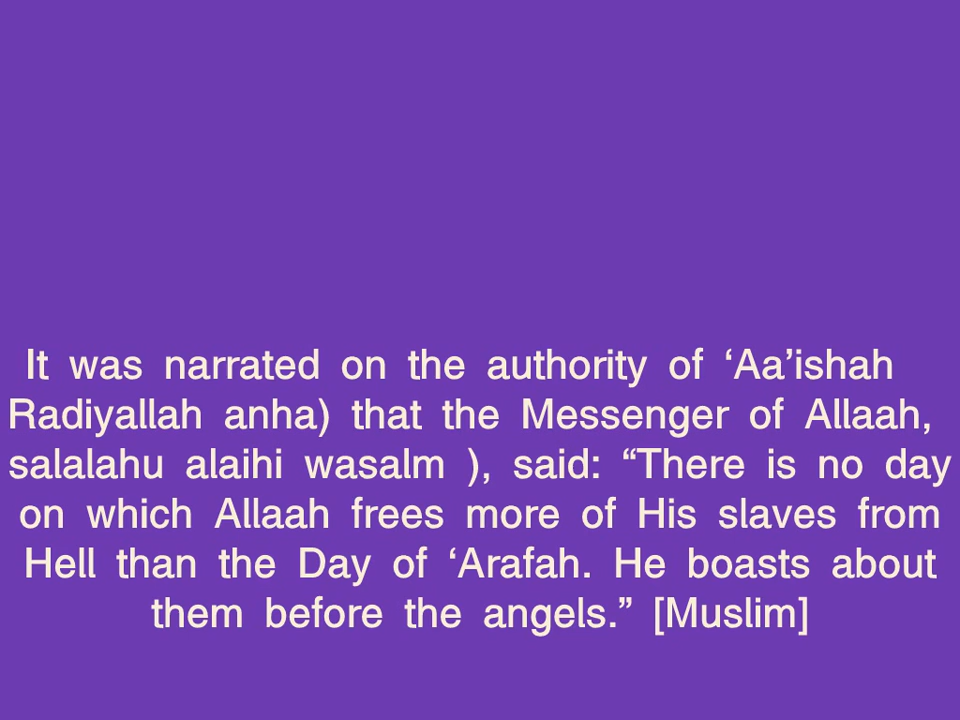 It was narrated on the authority of ‘Aa’ishah
Radiyallah anha) that the Messenger of Allaah,
salalahu alaihi wasalm ), said: “There is no day
on which Allaah frees more of His slaves from
Hell than the Day of ‘Arafah. He boasts about
them before the angels.” [Muslim]